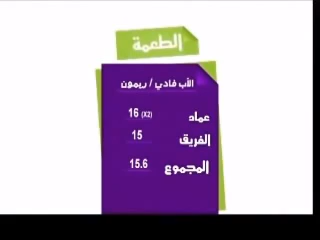 الطعمة
الأب فادي / ريمون
عماد 16 (X2)
الفريق 15
المجموع 15.6